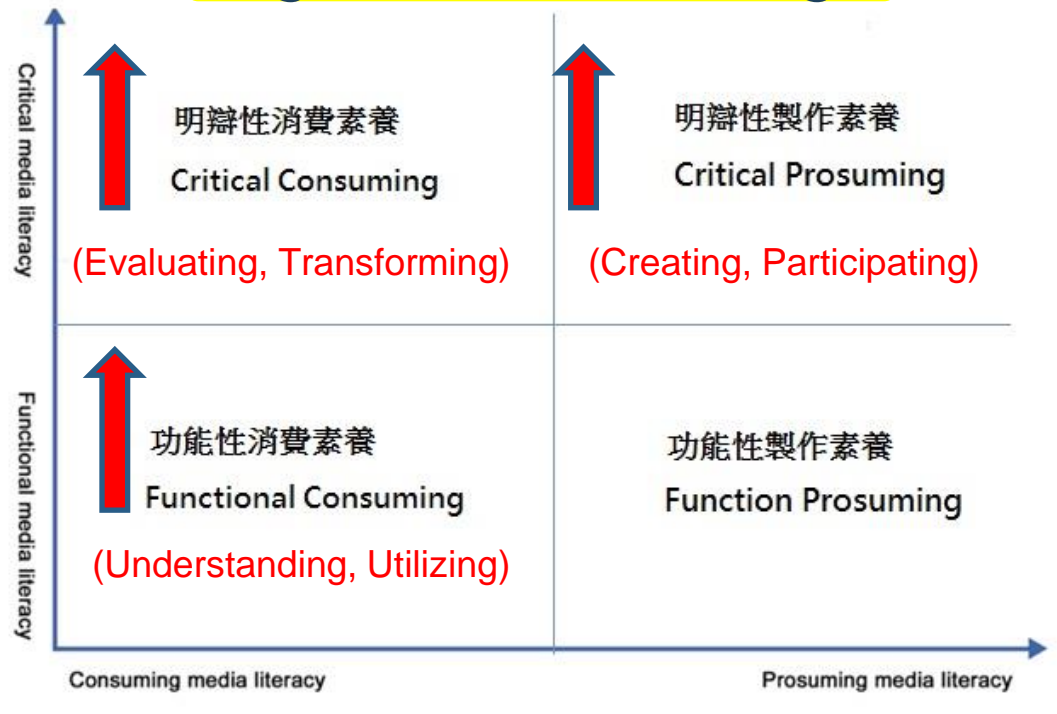 Critical media literacy
明辯性消費素養
Critical Consuming
(Evaluating, Transforming)
明辯性製作素養
Critical Prosuming
(Creating, Participating)
Functional media literacy
功能性消費素養
Functional Consuming
(Understanding, Utilizing)
功能性製作素養
Function Prosuming
Consuming media literacy
Prosuming media literacy